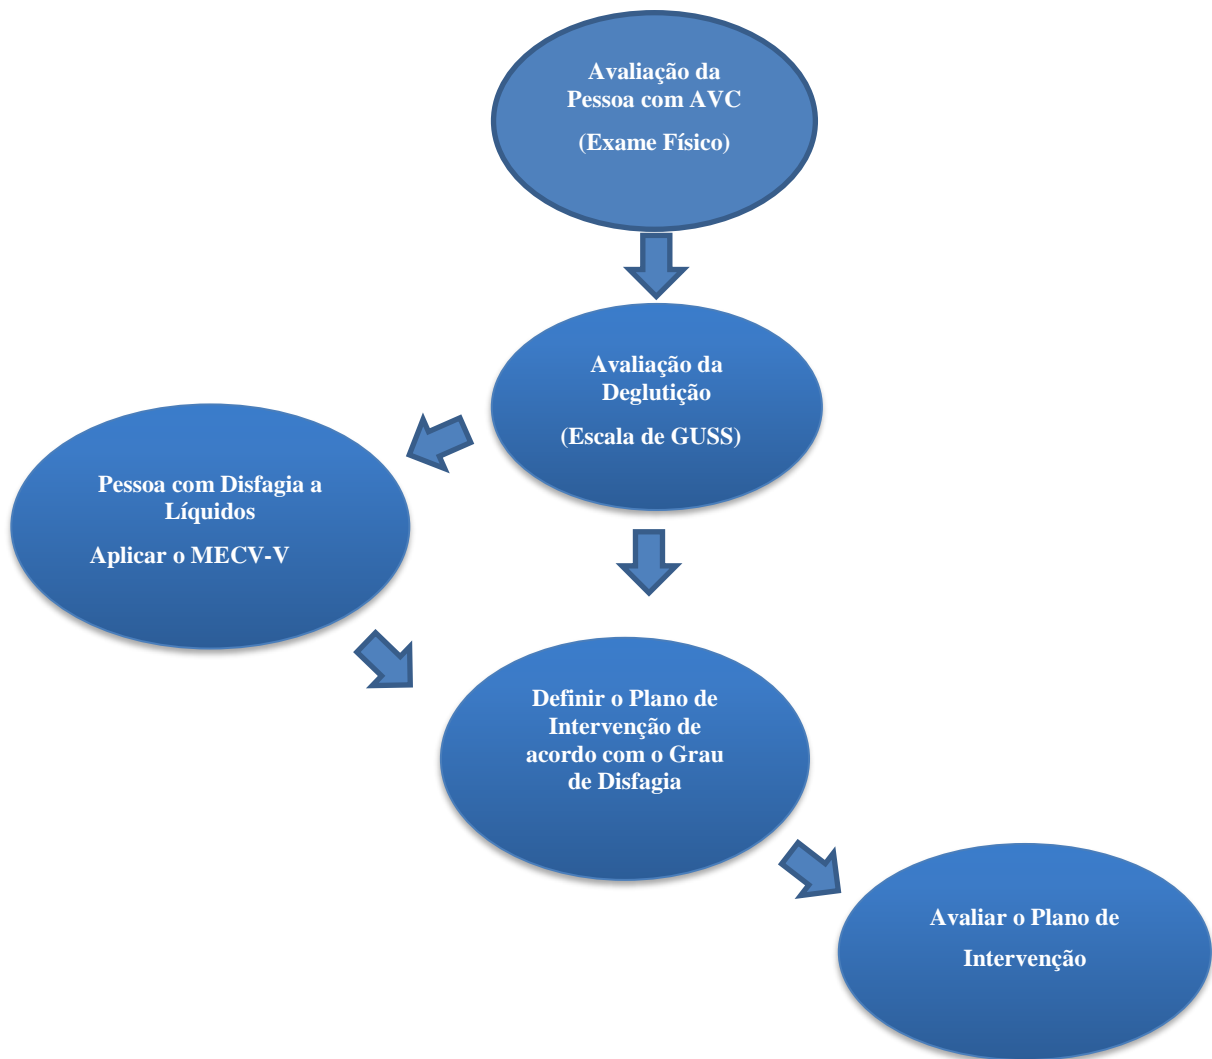 Avaliação da
Pessoa com AVC
(Exame Físico)
Avaliação da
Deglutição
(Escala de GUSS)
Pessoa com Disfagia a
Líquidos
Aplicar o MECV-V
Definir o Plano de
Intervenção de
acordo com o Grau
de Disfagia
Avaliar o Plano de
Intervenção